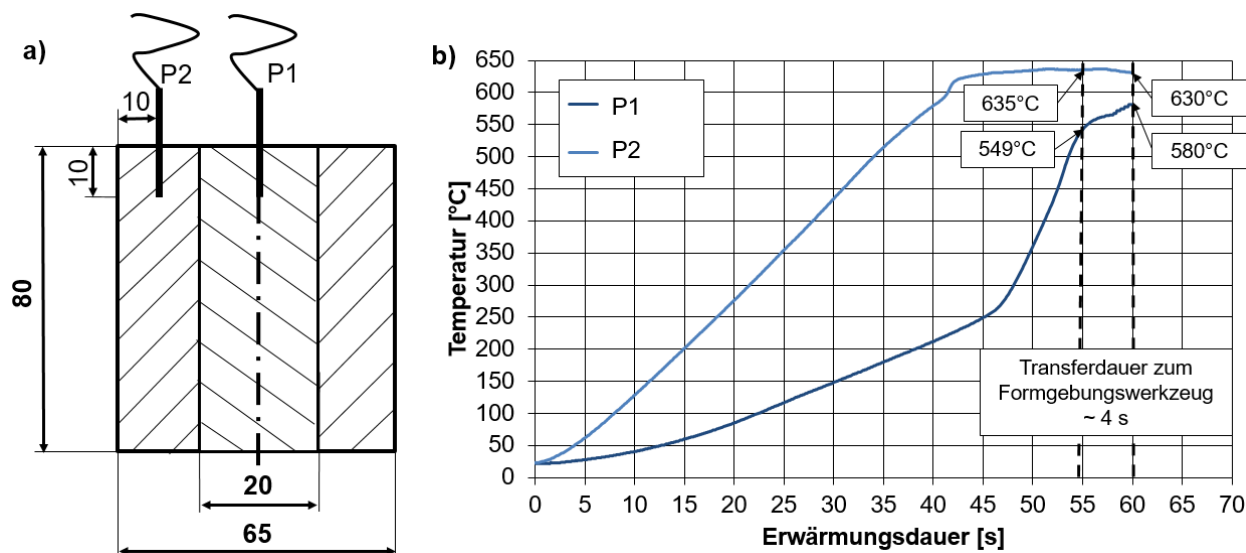 a)
P2
P1
10
10
80
20
65
b)
Temperatur [°C]
650
600
550
500
450
400
350
300
250
200
150
100
50
0
P1
P2
635°C
630°C
549°C
580°C
Transferdauer zum
Formgebungswerkzeug
~ 4 s
0 5 10 15 20 25 30 35 40 45 50 55 60 65 70
Erwärmungsdauer [s]